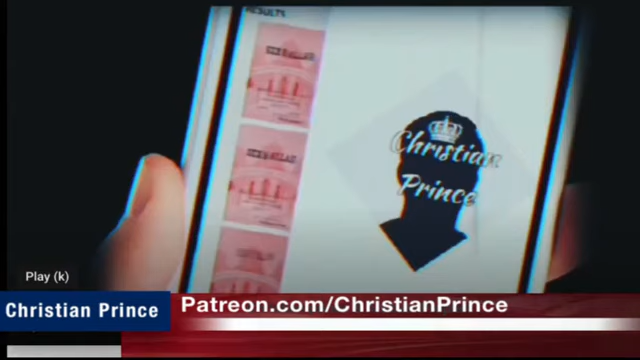 RESULTS
Christian
Prince
Play (k)
Christian Prince
Patreon.com/ChristianPrince